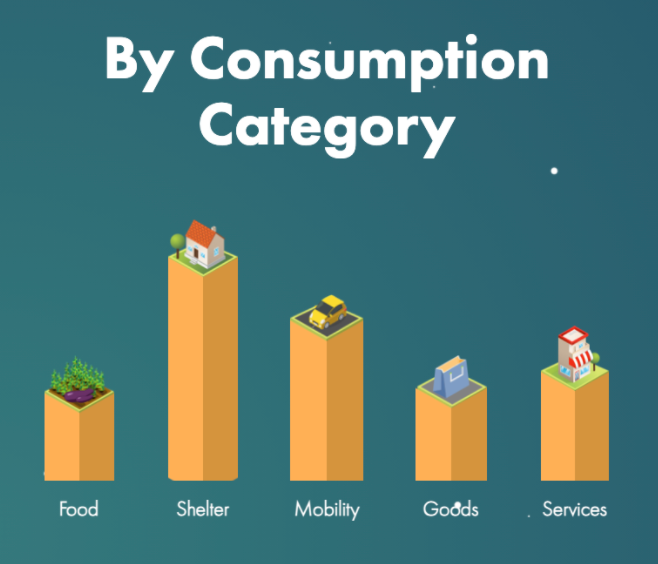 By Consumption
Category
Food
Shelter
Mobility
Goods
Services